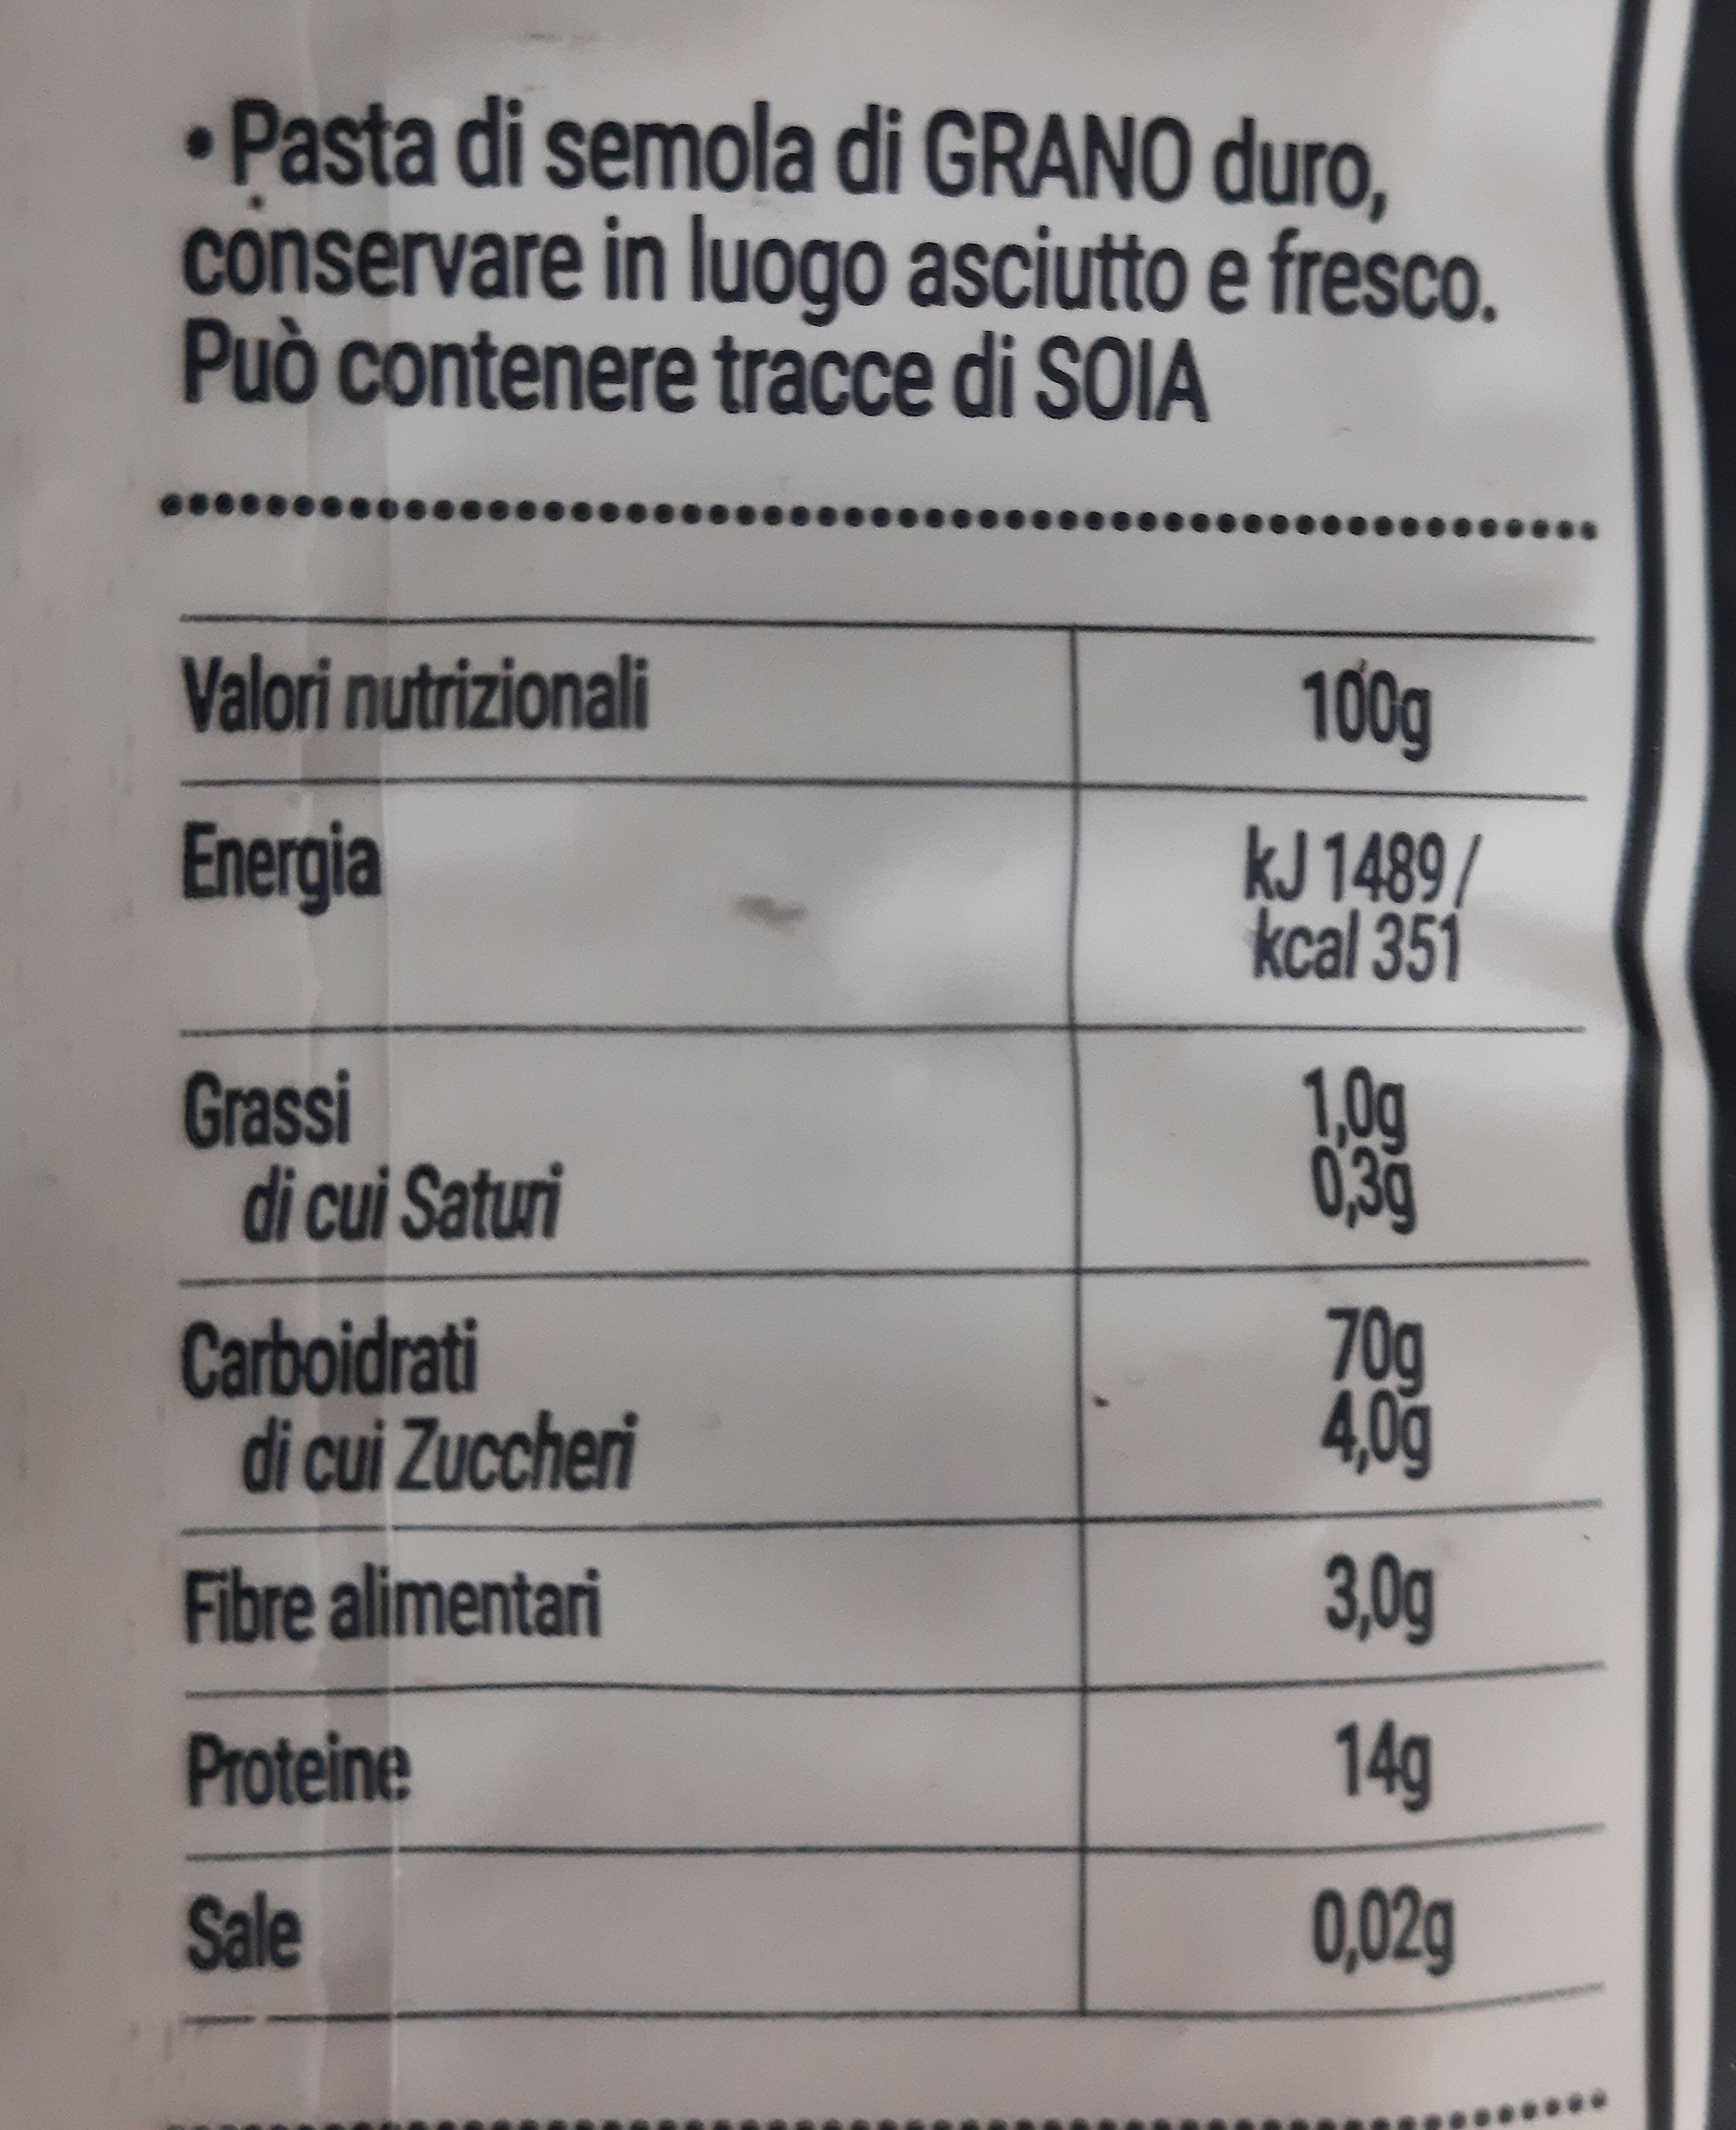 • Pasta di semola di GRANO duro,
conservare in luogo asciutto e fresco.
Può contenere tracce di SOIA
Valori nutrizionali 100g
Energia kJ 1489 /
kcal 351
Grassi 1,0g
di cui Saturi 0,3g
Carboidrati 70g
di cui Zuccheri 4,0g
Fibre alimentari 3,0g
Proteine 14g
Sale 0,02g